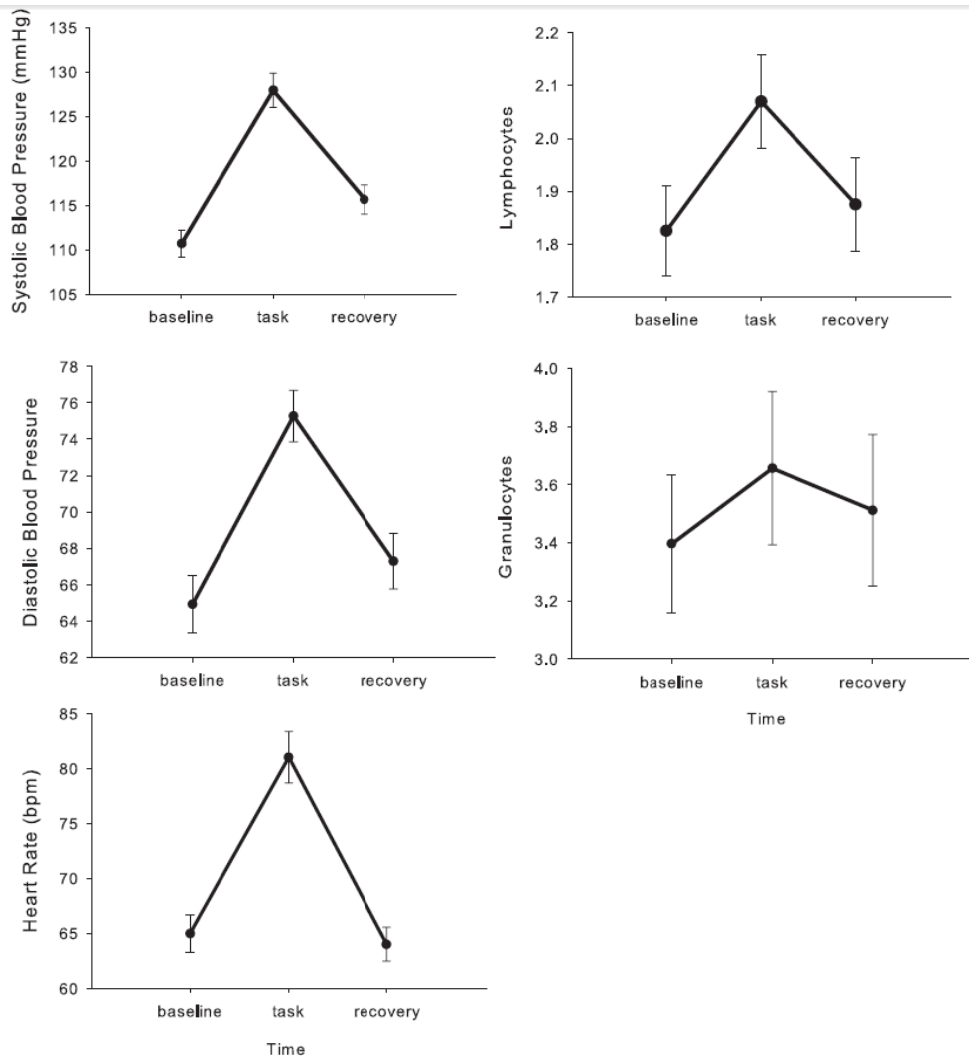 Systolic Blood Pressure (mmHg)
135
130
125
120
115
110
105
baseline task recovery
Lymphocytes
2.2
2.1
2.0
1.9
1.8
1.7
baseline task recovery
Diastolic Blood Pressure
78
76
74
72
70
68
66
64
62
baseline task recovery
Granulocytes
4.0
3.8
3.6
3.4
3.2
3.0
baseline task recovery
Time
Heart Rate (bpm)
85
80
75
70
65
60
baseline task recovery
Time